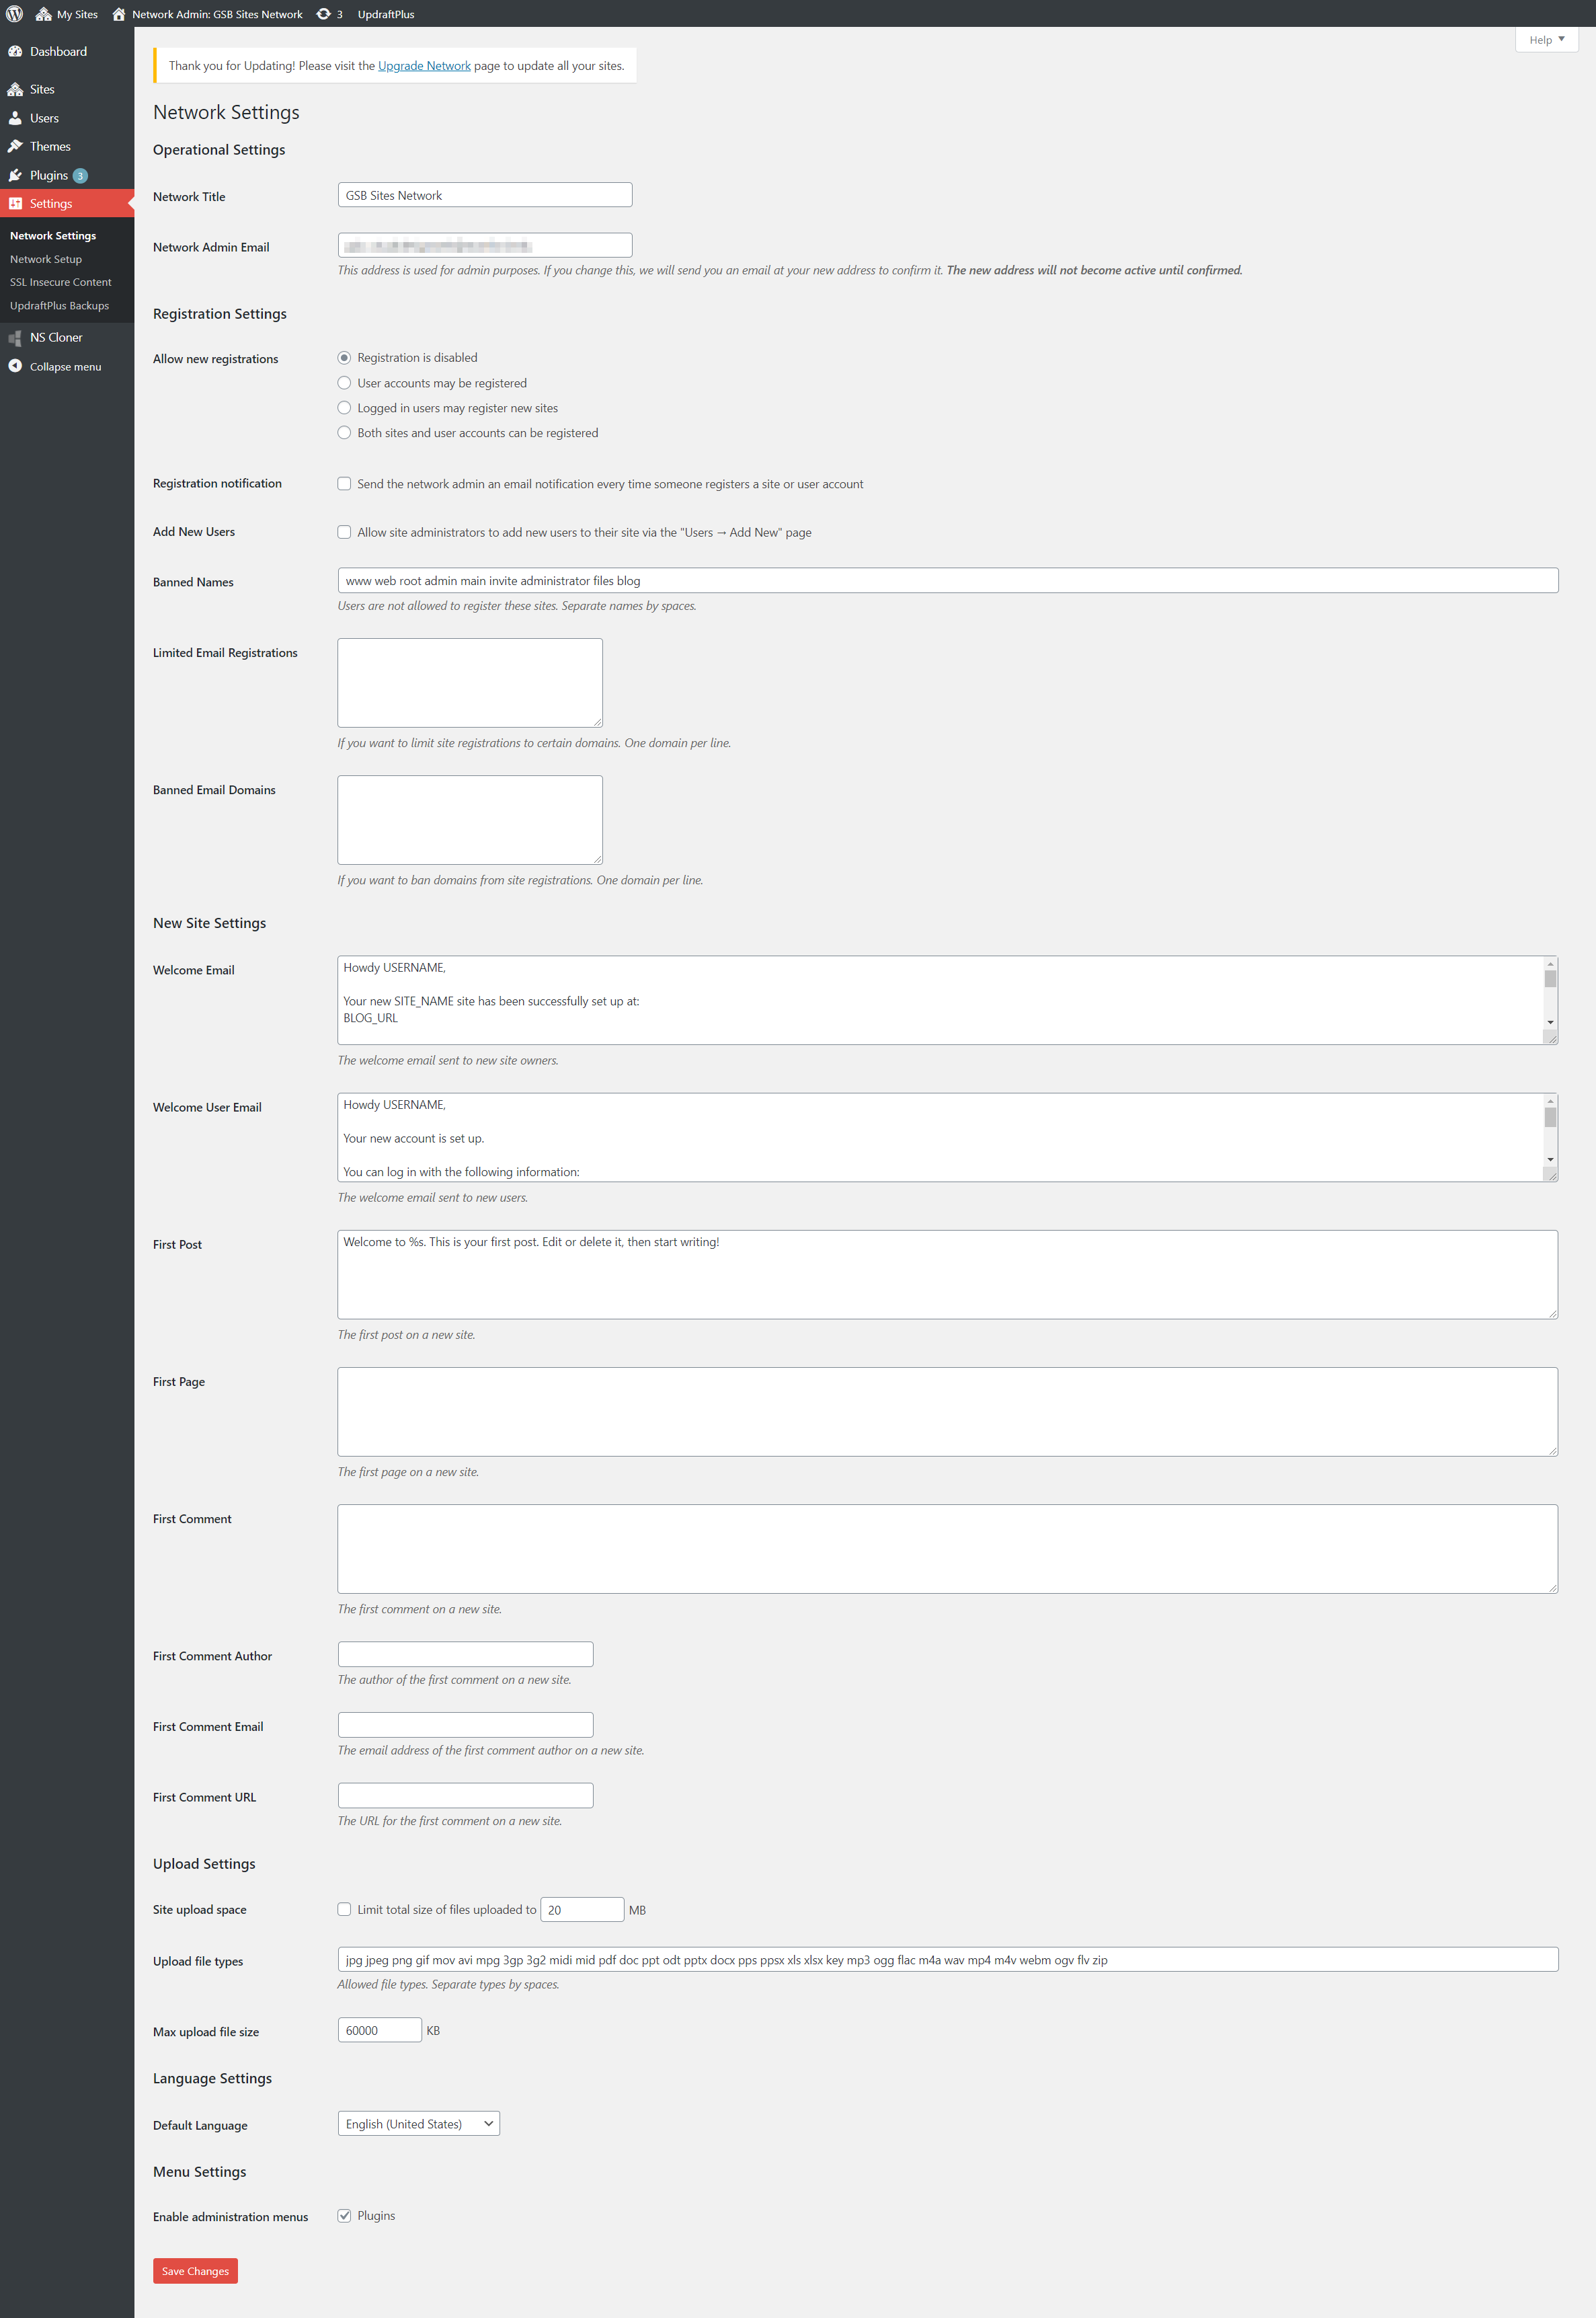 My Sites
Network Admin: GSB Sites Network
3
UpdraftPlus
Help
Dashboard
Sites
Users
Themes
Plugins 3
Settings
Network Settings
Network Setup
SSL Insecure Content
UpdraftPlus Backups
NS Cloner
Collapse menu
Thank you for Updating! Please visit the Upgrade Network page to update all your sites.
Network Settings
Operational Settings
Network Title
GSB Sites Network
Network Admin Email
This address is used for admin purposes. If you change this, we will send you an email at your new address to confirm it. The new address will not become active until confirmed.
Registration Settings
Allow new registrations
Registration is disabled
User accounts may be registered
Logged in users may register new sites
Both sites and user accounts can be registered
Registration notification
Send the network admin an email notification every time someone registers a site or user account
Add New Users
Allow site administrators to add new users to their site via the "Users → Add New" page
Banned Names
www web root admin main invite administrator files blog
Users are not allowed to register these sites. Separate names by spaces.
Limited Email Registrations
If you want to limit site registrations to certain domains. One domain per line.
Banned Email Domains
If you want to ban domains from site registrations. One domain per line.
New Site Settings
Welcome Email
Howdy USERNAME,
Your new SITE_NAME site has been successfully set up at:
BLOG_URL
The welcome email sent to new site owners.
Welcome User Email
Howdy USERNAME,
Your new account is set up.
You can log in with the following information:
The welcome email sent to new users.
First Post
Welcome to %s. This is your first post. Edit or delete it, then start writing!
The first post on a new site.
First Page
The first page on a new site.
First Comment
The first comment on a new site.
First Comment Author
The author of the first comment on a new site.
First Comment Email
The email address of the first comment author on a new site.
First Comment URL
The URL for the first comment on a new site.
Upload Settings
Site upload space
Limit total size of files uploaded to 20 MB
Upload file types
jpg jpeg png gif mov avi mpg 3gp 3g2 midi mid pdf doc ppt odt pptx docx pps ppsx xls xlsx key mp3 ogg flac m4a wav mp4 m4v webm ogv flv zip
Allowed file types. Separate types by spaces.
Max upload file size
60000 KB
Language Settings
Default Language
English (United States)
Menu Settings
Enable administration menus
Plugins
Save Changes